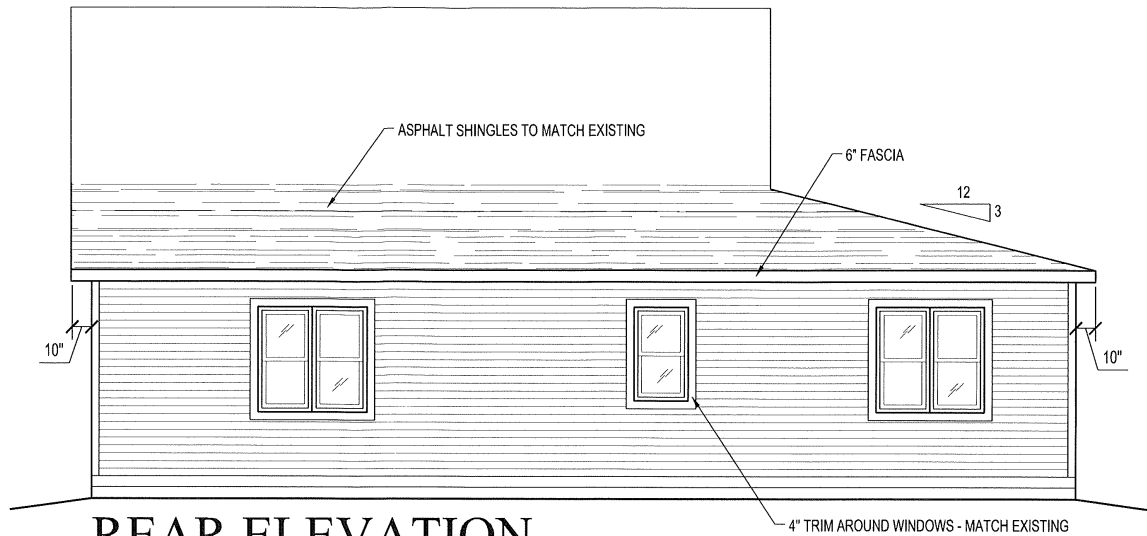 ASPHALT SHINGLES TO MATCH EXISTING
6" FASCIA
12
3
10"
10"
4" TRIM AROUND WINDOWS - MATCH EXISTING
REAR ELEVATION